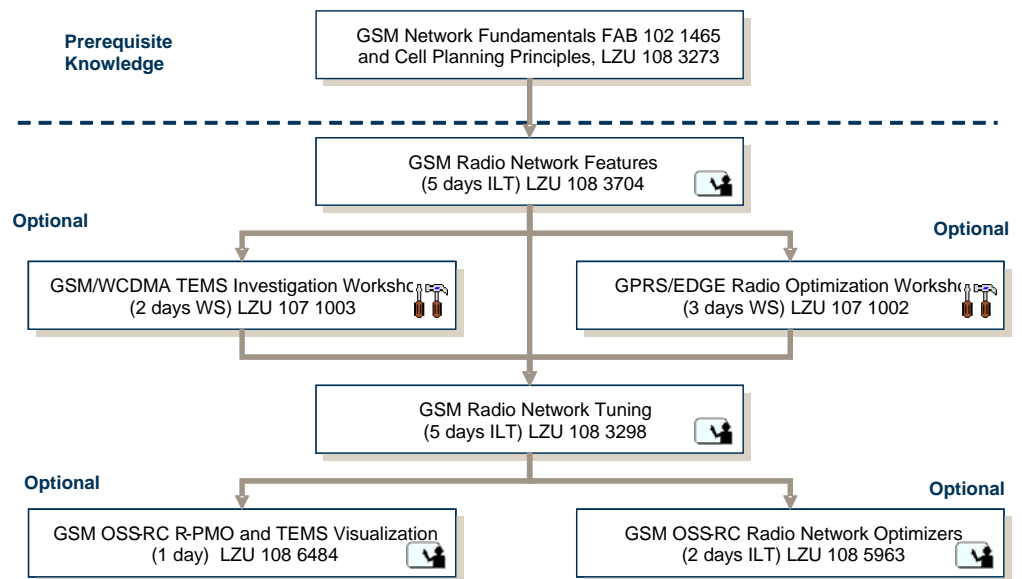 Prerequisite
Knowledge
GSM Network Fundamentals FAB 102 1465
and Cell Planning Principles, LZU 108 3273
GSM Radio Network Features
(5 days ILT) LZU 108 3704
Optional
Optional
GSM/WCDMA TEMS Investigation Worksho
(2 days WS) LZU 107 1003
GPRS/EDGE Radio Optimization Worksho
(3 days WS) LZU 107 1002
GSM Radio Network Tuning
(5 days ILT) LZU 108 3298
Optional
Optional
GSM OSS-RC R-PMO and TEMS Visualization
(1 day) LZU 108 6484
GSM OSS-RC Radio Network Optimizers
(2 days ILT) LZU 108 5963